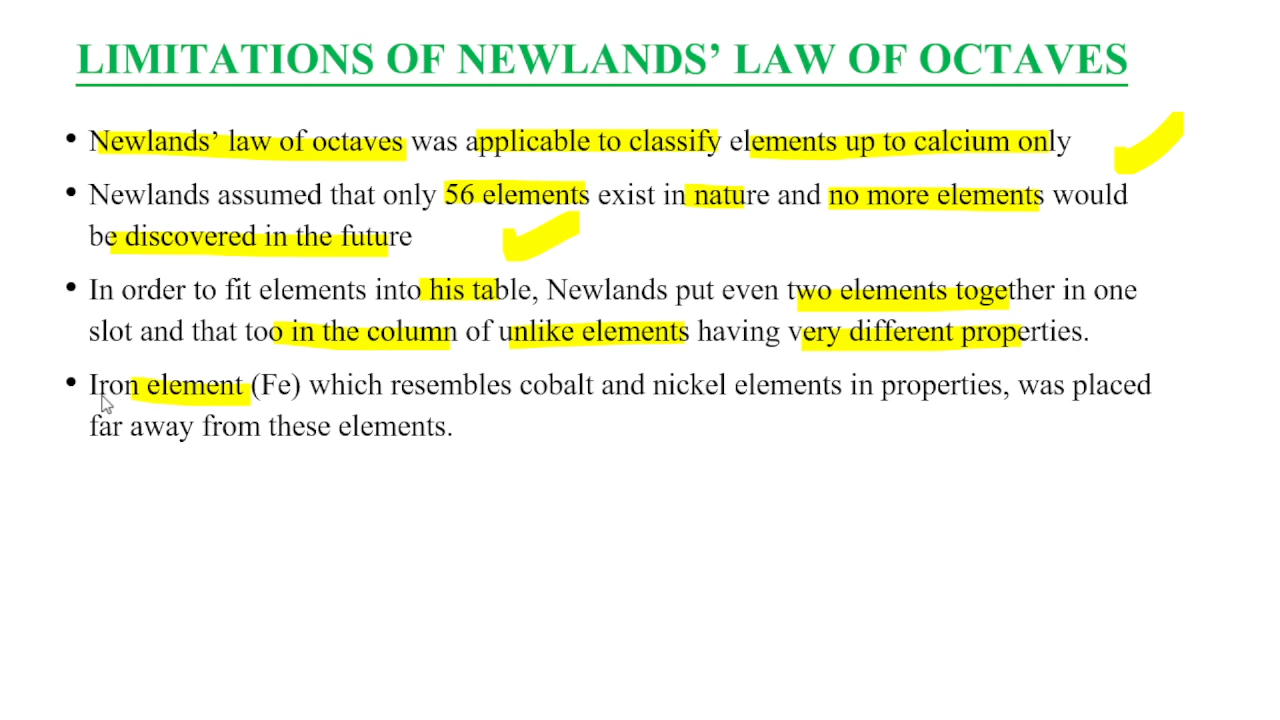 LIMITATIONS OF NEWLANDS’ LAW OF OCTAVES
• Newlands’ law of octaves was applicable to classify elements up to calcium only
• Newlands assumed that only 56 elements exist in nature and no more elements would
be discovered in the future
• In order to fit elements into his table, Newlands put even two elements together in one
slot and that too in the column of unlike elements having very different properties.
• Iron element (Fe) which resembles cobalt and nickel elements in properties, was placed
far away from these elements.